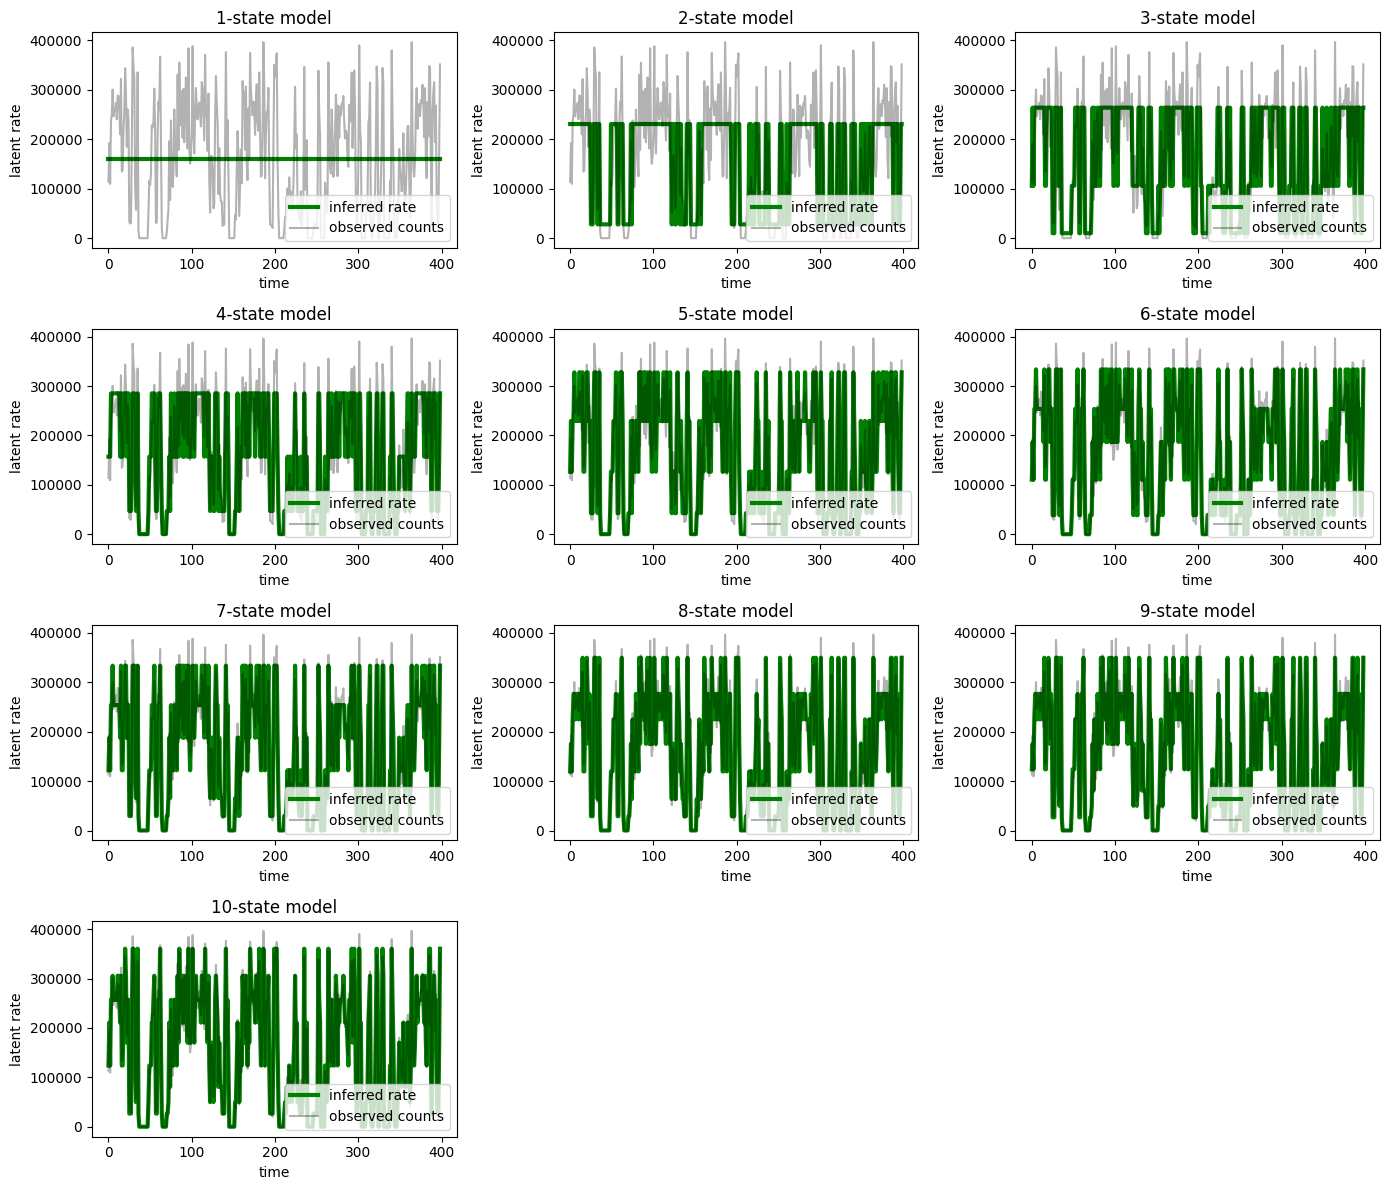 1-state model
400000
300000
200000
100000
0
latent rate
inferred rate
observed counts
0 100 200 300 400
time
2-state model
400000
300000
200000
100000
0
latent rate
inferred rate
observed counts
0 100 200 300 400
time
3-state model
400000
300000
200000
100000
0
latent rate
inferred rate
observed counts
0 100 200 300 400
time
4-state model
400000
300000
200000
100000
0
latent rate
inferred rate
observed counts
0 100 200 300 400
time
5-state model
400000
300000
200000
100000
0
latent rate
inferred rate
observed counts
0 100 200 300 400
time
6-state model
400000
300000
200000
100000
0
latent rate
inferred rate
observed counts
0 100 200 300 400
time
7-state model
400000
300000
200000
100000
0
latent rate
inferred rate
observed counts
0 100 200 300 400
time
8-state model
400000
300000
200000
100000
0
latent rate
inferred rate
observed counts
0 100 200 300 400
time
9-state model
400000
300000
200000
100000
0
latent rate
inferred rate
observed counts
0 100 200 300 400
time
10-state model
400000
300000
200000
100000
0
latent rate
inferred rate
observed counts
0 100 200 300 400
time